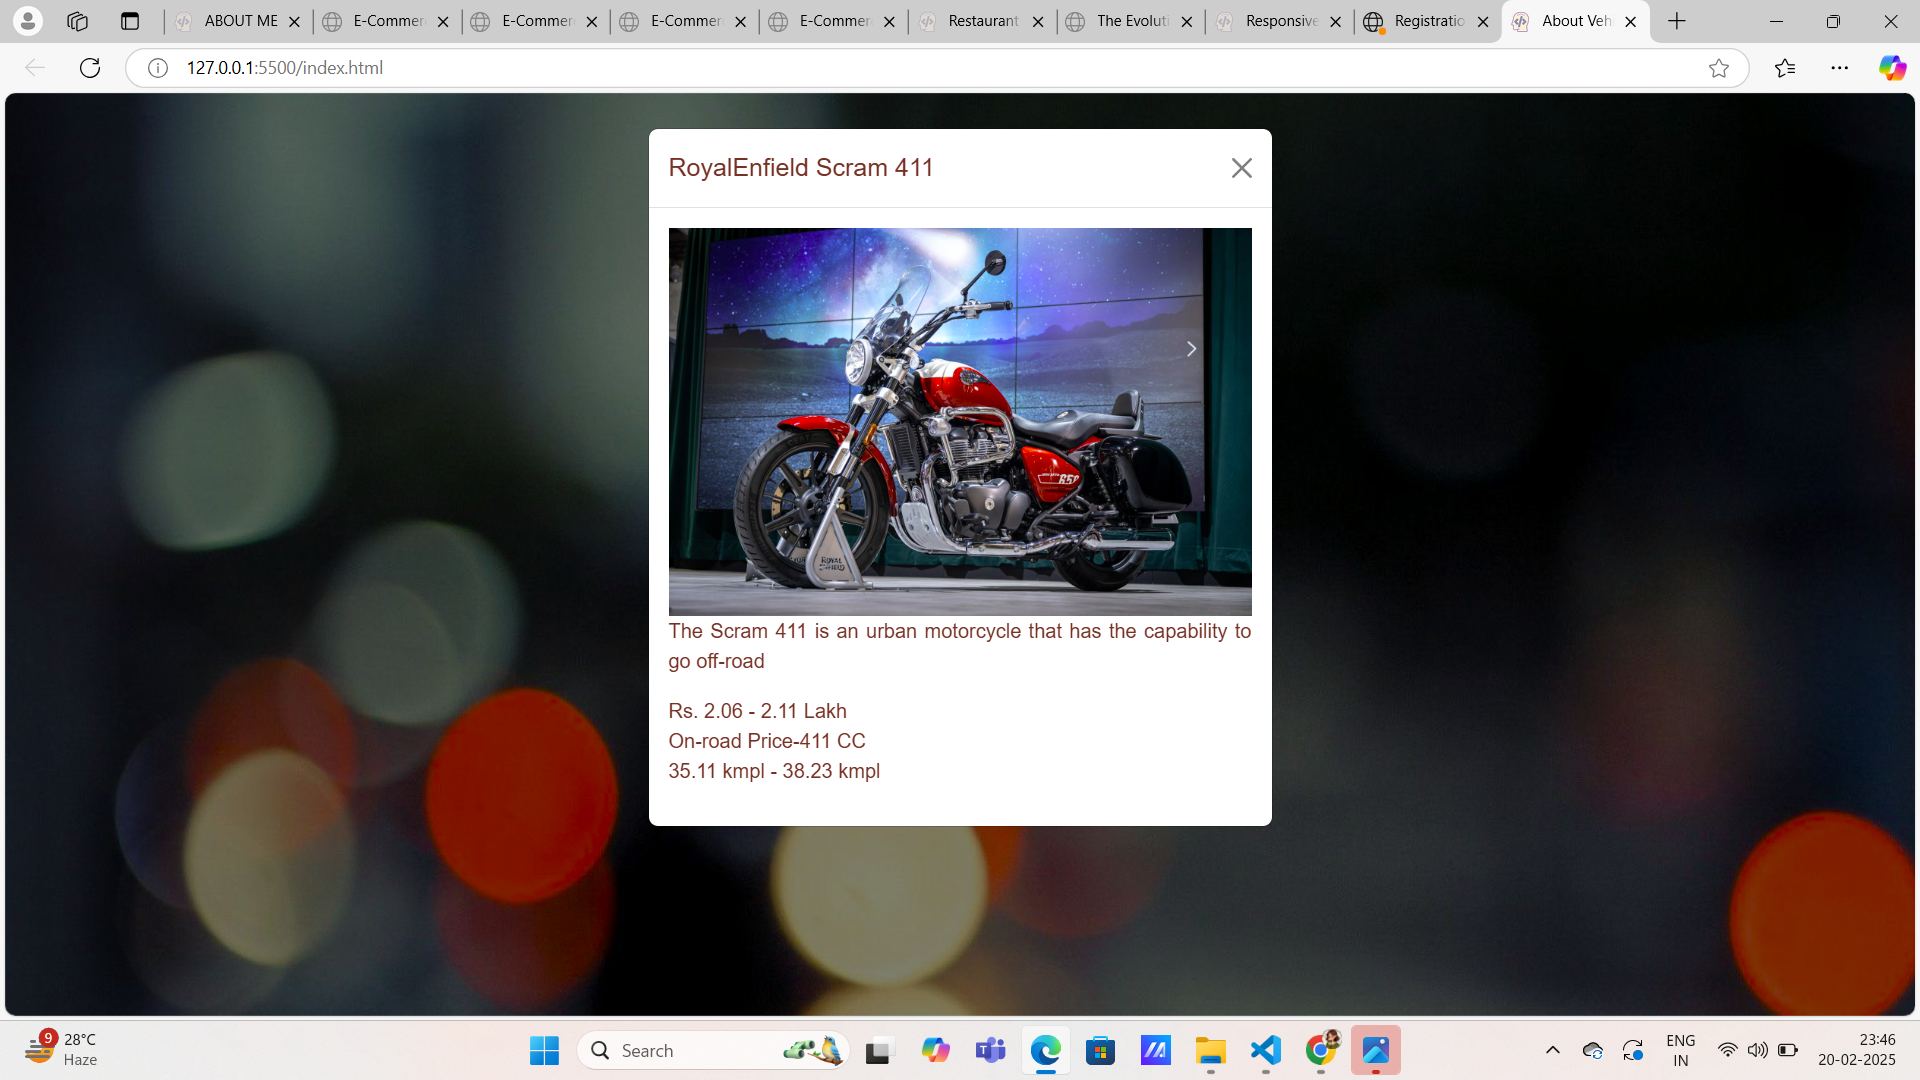 ABOUT ME
E-Commer
E-Commer
E-Commer
E-Commer
Restaurant
The Evoluti
Responsive
Registratio
About Veh
127.0.0.1:5500/index.html
RoyalEnfield Scram 411
650
ROYAL
ENFIELD
The Scram 411 is an urban motorcycle that has the capability to
go off-road
Rs. 2.06 - 2.11 Lakh
On-road Price-411 CC
35.11 kmpl - 38.23 kmpl
9
28°C
Haze
Search
ENG
IN
23:46
20-02-2025